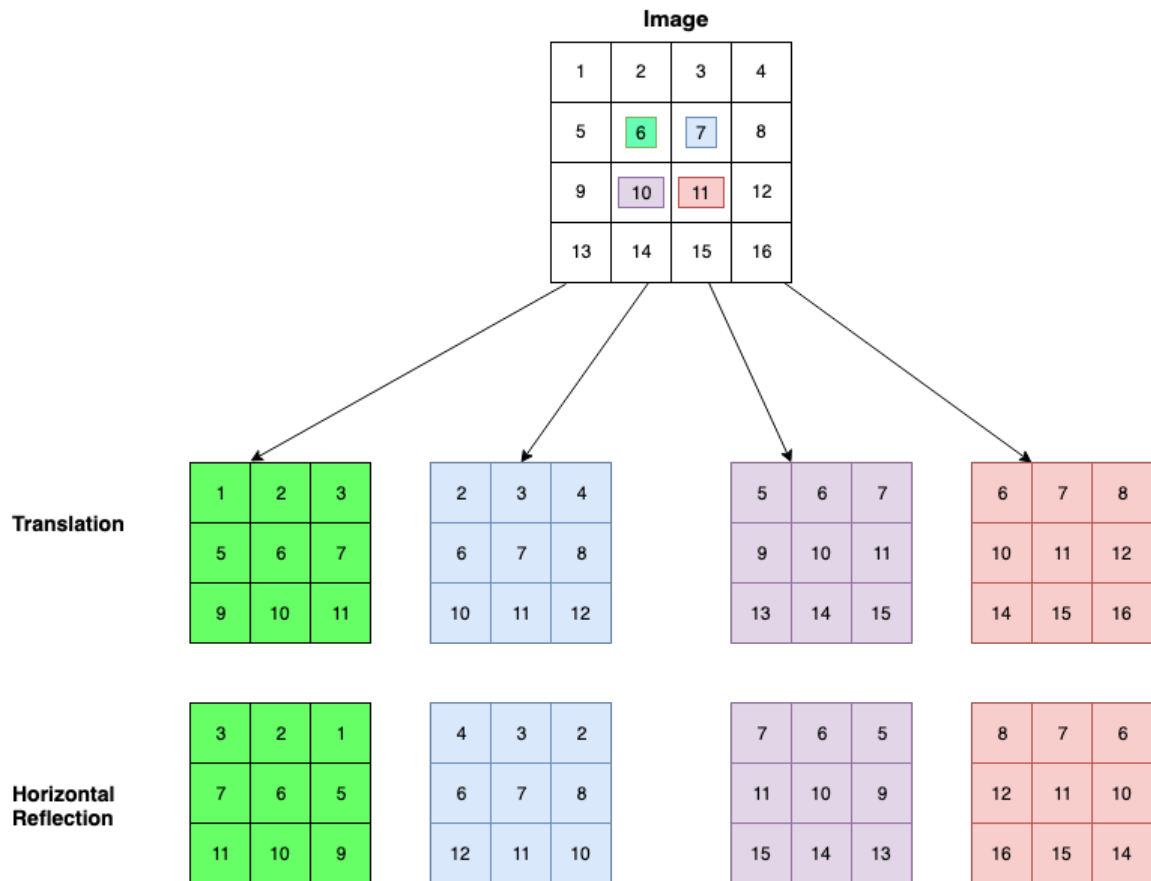 Image
1 2 3 4
5 6 7 8
9 10 11 12
13 14 15 16
1 2 3 2 3 4 5 6 7 6 7 8
Translation
5 6 7 6 7 8 9 10 11 10 11 12
9 10 11 10 11 12 13 14 15 14 15 16
3 2 1 4 3 2 7 6 5 8 7 6
Horizontal
Reflection
7 6 5 6 7 8 11 10 9 12 11 10
11 10 9 12 11 10 15 14 13 16 15 14